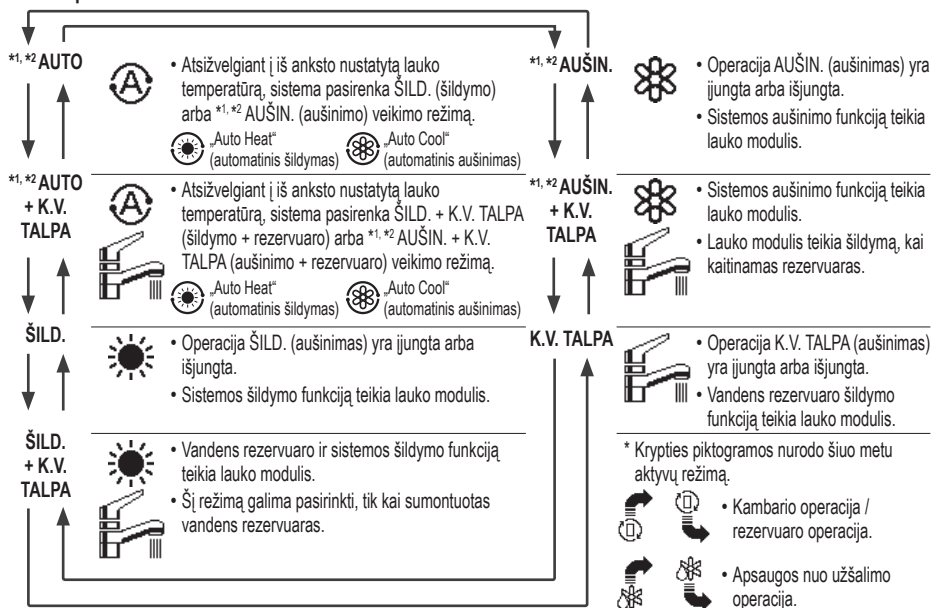 *1, *2 AUTO
• Atsižvelgiant į iš anksto nustatytą lauko
temperatūrą, sistema pasirenka ŠILD. (šildymo)
arba *1, *2 AUŠIN. (aušinimo) veikimo režimą.
„Auto Heat“
(automatinis šildymas)
„Auto Cool“
(automatinis aušinimas)
*1, *2 AUTO
+ K.V.
TALPA
• Atsižvelgiant į iš anksto nustatytą lauko
temperatūrą, sistema pasirenka ŠILD. + K.V. TALPA
(šildymo + rezervuaro) arba *1, *2 AUŠIN. + K.V.
TALPA (aušinimo + rezervuaro) veikimo režimą.
„Auto Heat“
(automatinis šildymas)
„Auto Cool“
(automatinis aušinimas)
ŠILD.
• Operacija ŠILD. (aušinimas) yra įjungta arba
išjungta.
• Sistemos šildymo funkciją teikia lauko modulis.
ŠILD.
+ K.V.
TALPA
• Vandens rezervuaro ir sistemos šildymo funkciją
teikia lauko modulis.
• Šį režimą galima pasirinkti, tik kai sumontuotas
vandens rezervuaras.
*1, *2 AUŠIN.
• Operacija AUŠIN. (aušinimas) yra
įjungta arba išjungta.
• Sistemos aušinimo funkciją teikia
lauko modulis.
*1, *2 AUŠIN.
+ K.V.
TALPA
• Sistemos aušinimo funkciją teikia
lauko modulis.
• Lauko modulis teikia šildymą, kai
kaitinamas rezervuaras.
K.V. TALPA
• Operacija K.V. TALPA (aušinimas)
yra įjungta arba išjungta.
• Vandens rezervuaro šildymo
funkciją teikia lauko modulis.
* Krypties piktogramos nurodo šiuo metu
aktyvų režimą.
• Kambario operacija /
rezervuaro operacija.
• Apsaugos nuo užšalimo
operacija.